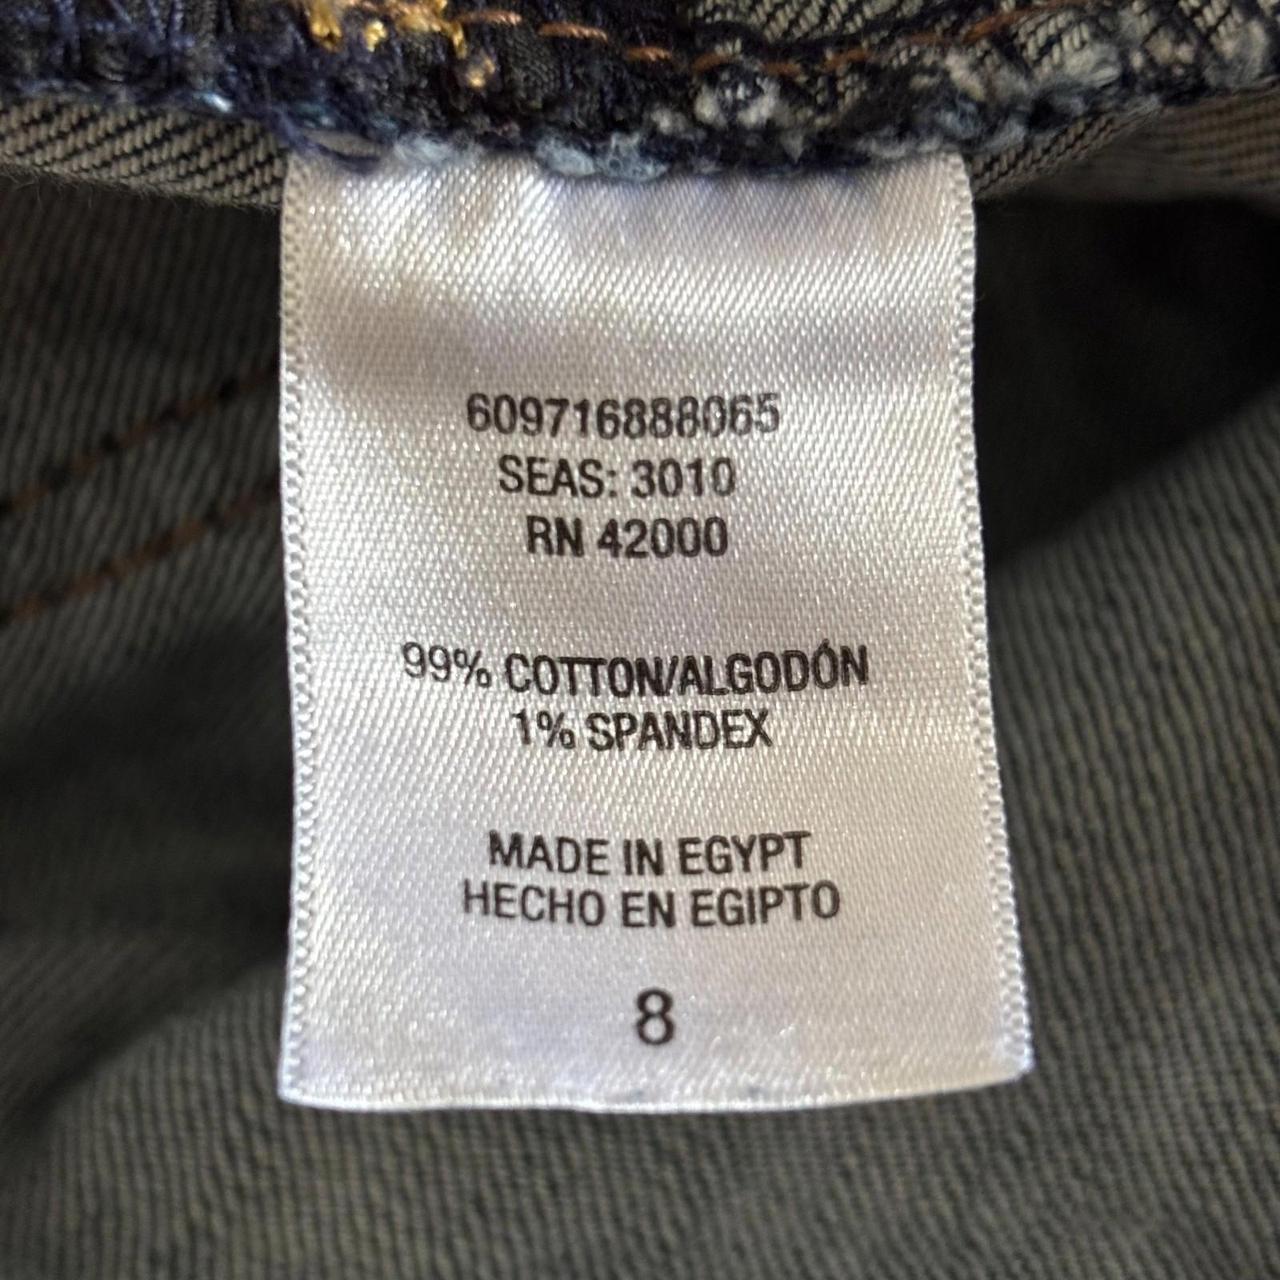 609716888065
SEAS: 3010
RN 42000
99% COTTON/ALGODÓN
1% SPANDEX
MADE IN EGYPT
HECHO EN EGIPTO
8